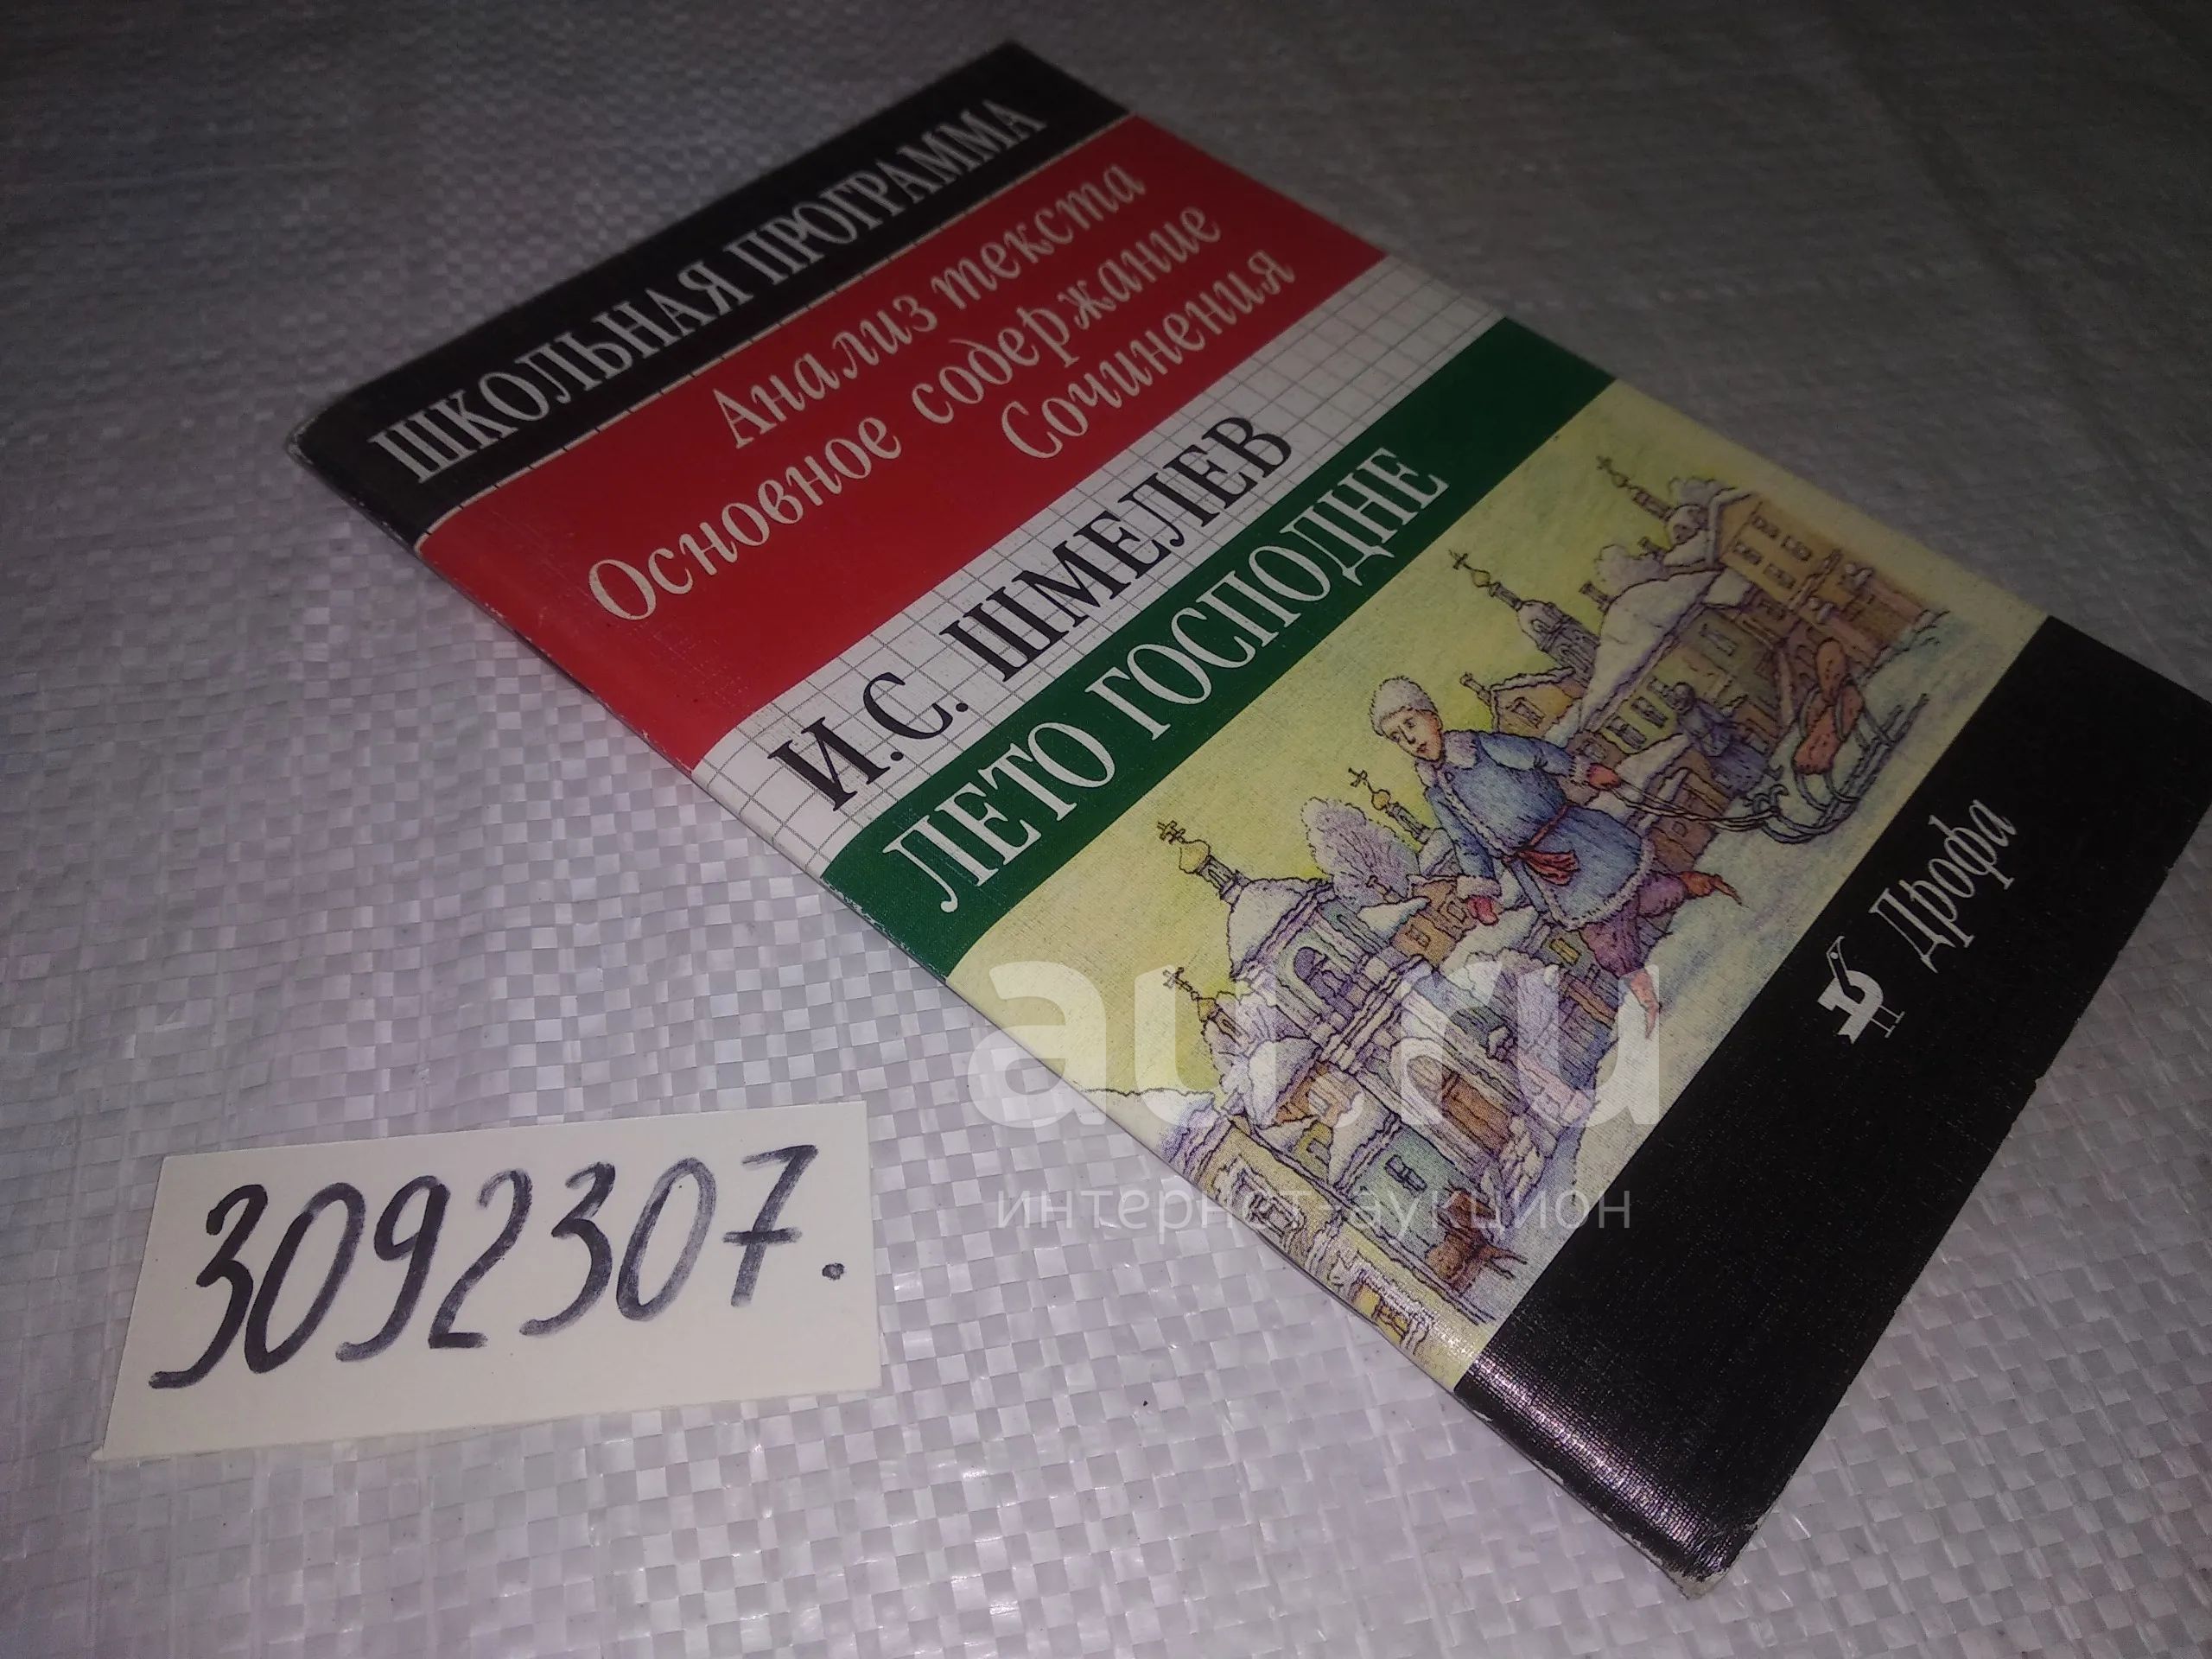 ШКОЛЬНАЯ ПРОГРАММА
Анализ текста
Основное содержание
Сочинения
И.С. ШМЕЛЕВ
ЛЕТО ГОСПОДНЕ
Дрофа
au.ru
интернет-аукцион
3092307.